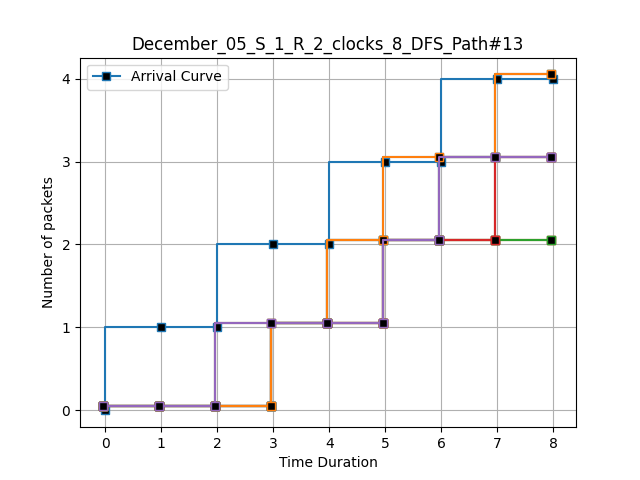 December_05_S_1_R_2_clocks_8_DFS_Path#13
Arrival Curve
Number of packets
4
3
2
1
0
0 1 2 3 4 5 6 7 8
Time Duration